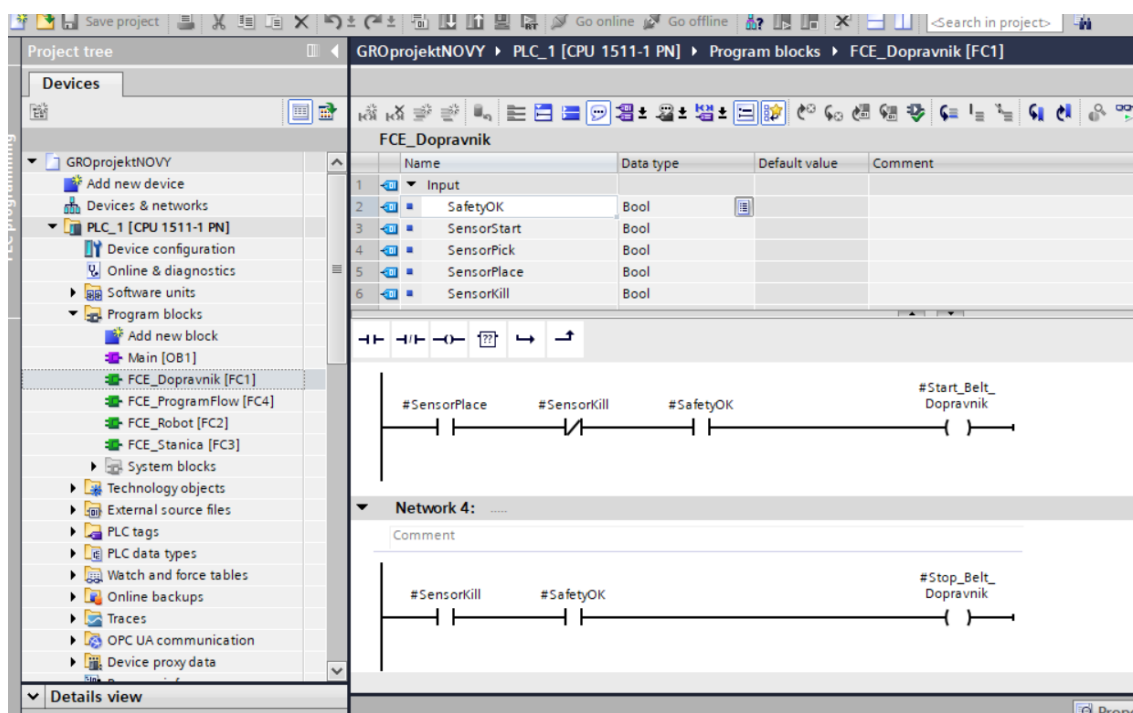 Save project
Go online
Go offline
<Search in project>
Project tree
GROprojektNOVY ▸ PLC_1 [CPU 1511-1 PN] ▸ Program blocks ▸ FCE_Dopravnik [FC1]
Devices
GROprojektNOVY
Add new device
Devices & networks
PLC_1 [CPU 1511-1 PN]
Device configuration
Online & diagnostics
Software units
Program blocks
Add new block
Main [OB1]
FCE_Dopravnik [FC1]
FCE_ProgramFlow [FC4]
FCE_Robot [FC2]
FCE_Stanica [FC3]
System blocks
Technology objects
External source files
PLC tags
PLC data types
Watch and force tables
Online backups
Traces
OPC UA communication
Device proxy data
Details view
FCE_Dopravnik
Name Data type Default value Comment
1 Input
2 SafetyOK Bool
3 SensorStart Bool
4 SensorPick Bool
5 SensorPlace Bool
6 SensorKill Bool
??
#SensorPlace #SensorKill #SafetyOK #Start_Belt_
Dopravnik
Network 4: .....
Comment
#SensorKill #SafetyOK #Stop_Belt_
Dopravnik